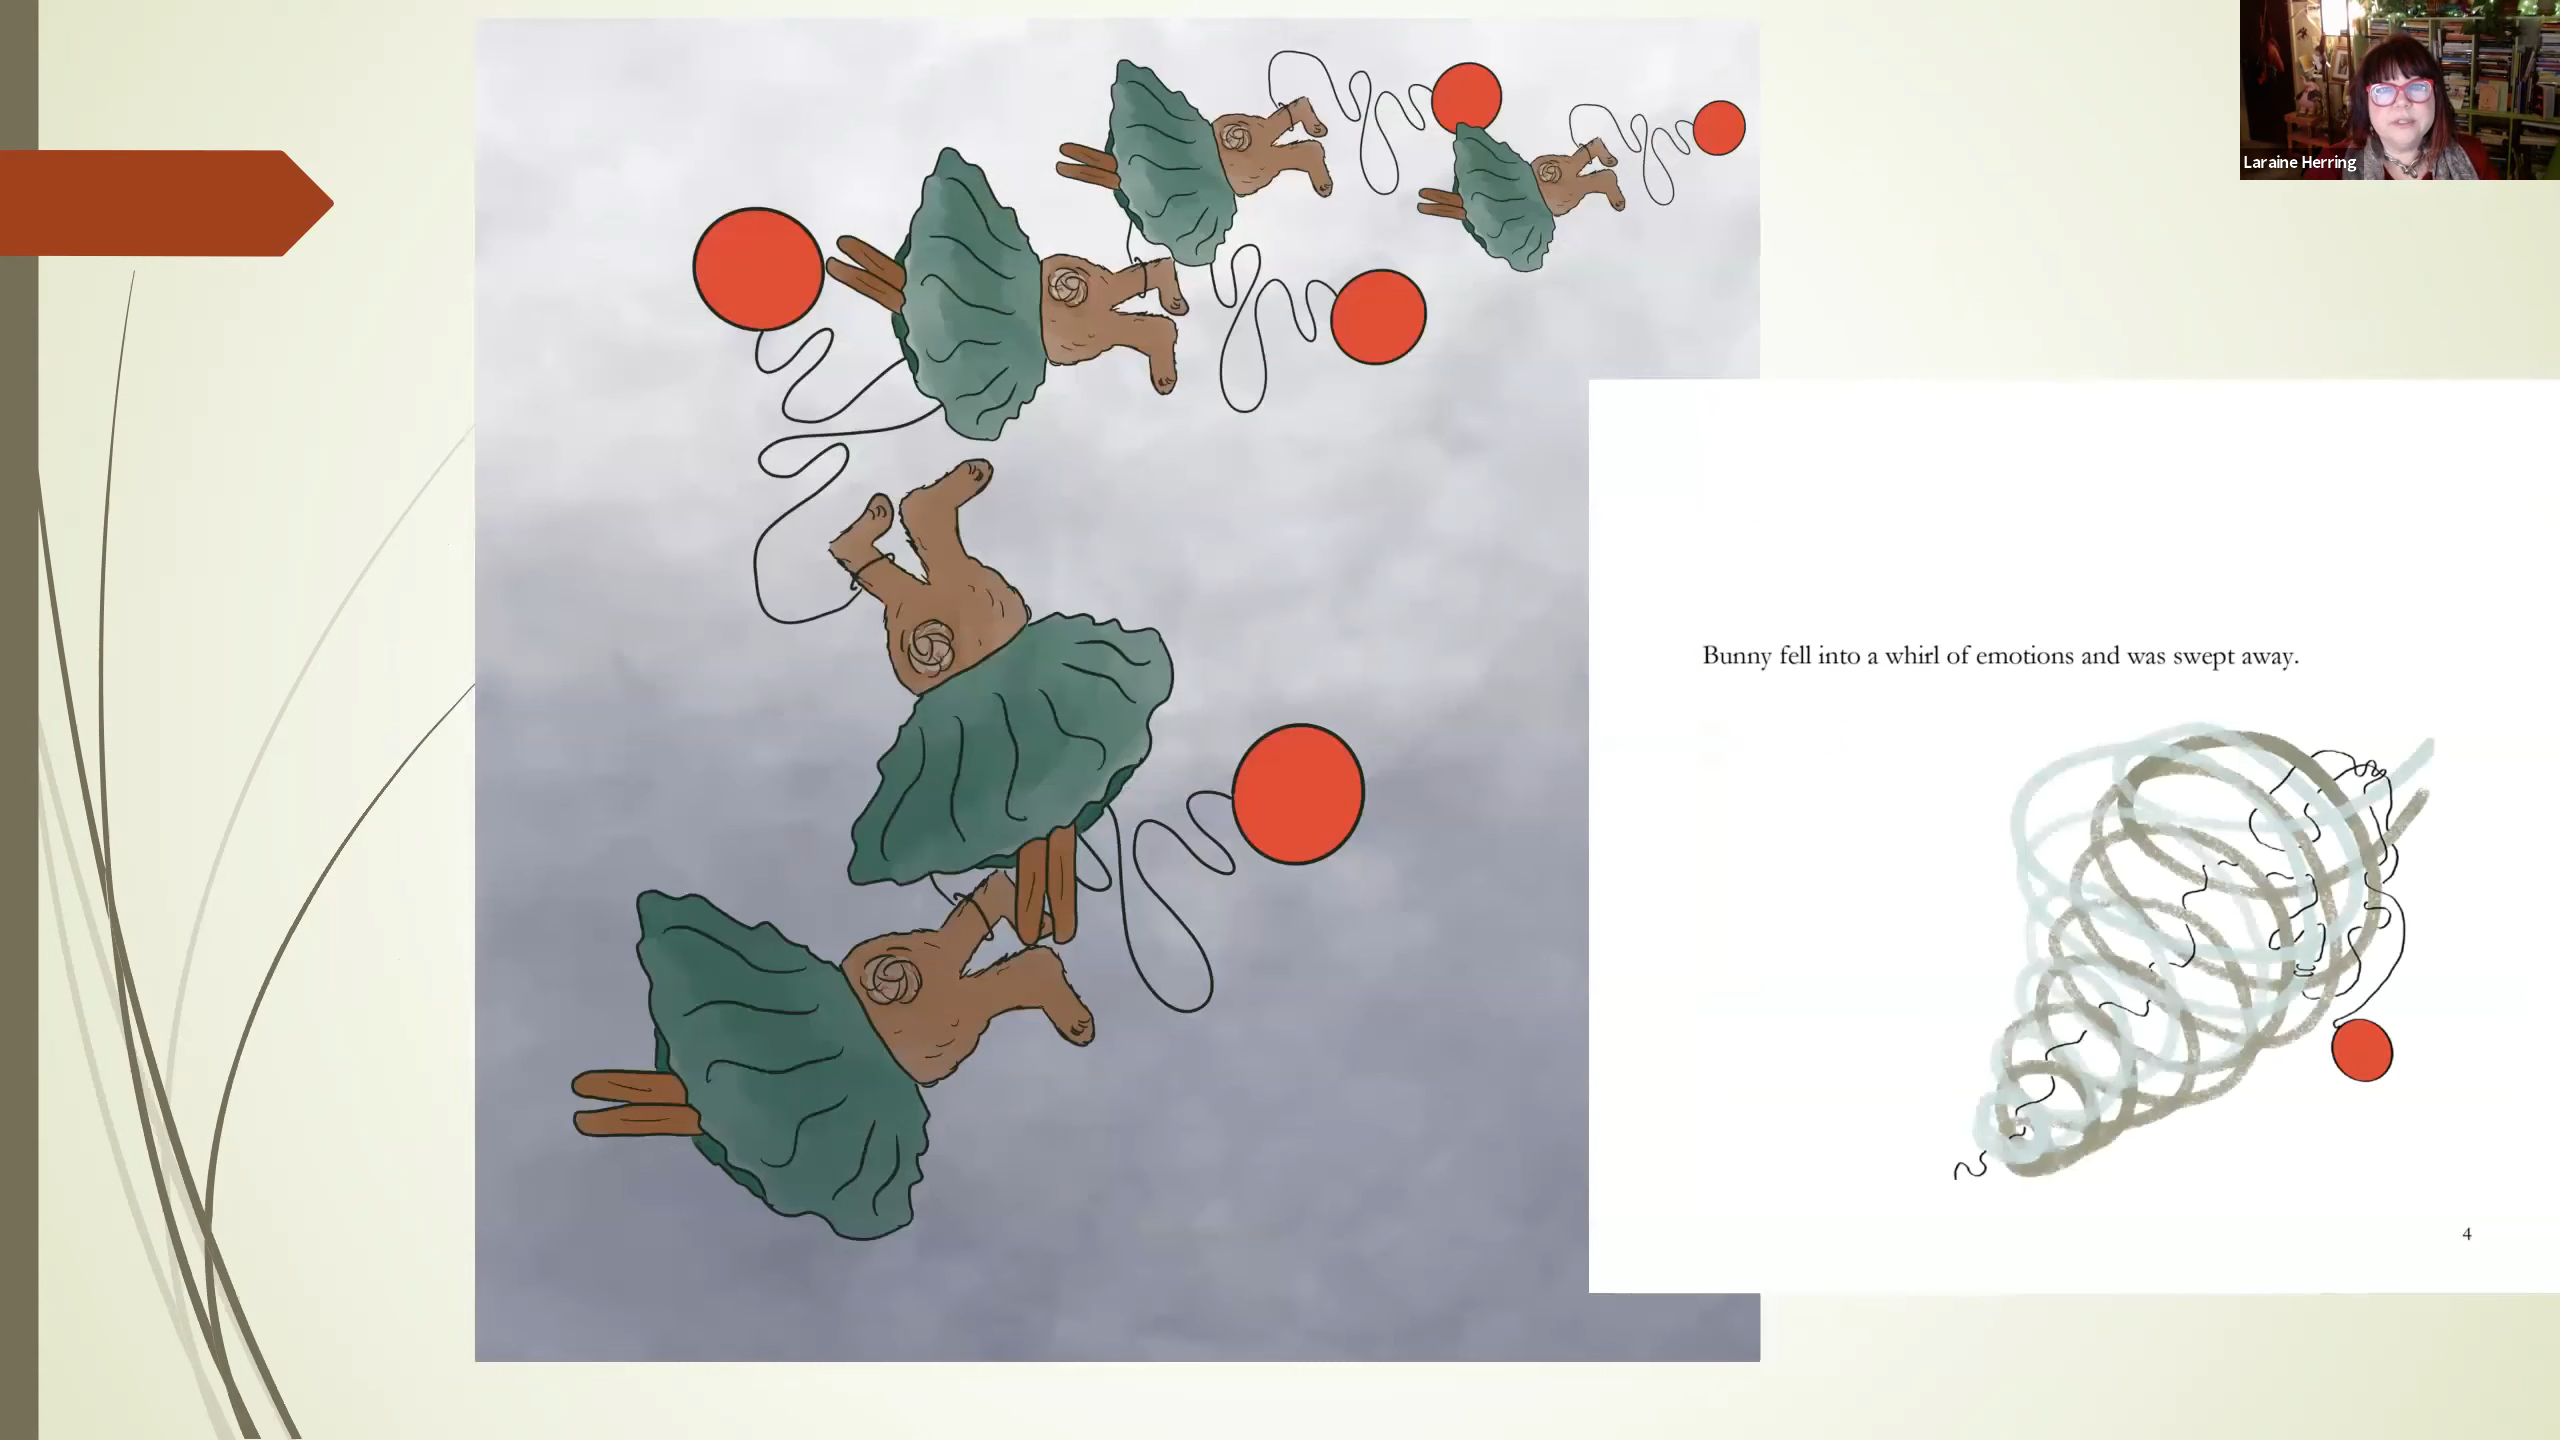 Laraine Herring
Bunny fell into a whirl of emotions and was swept away.
4